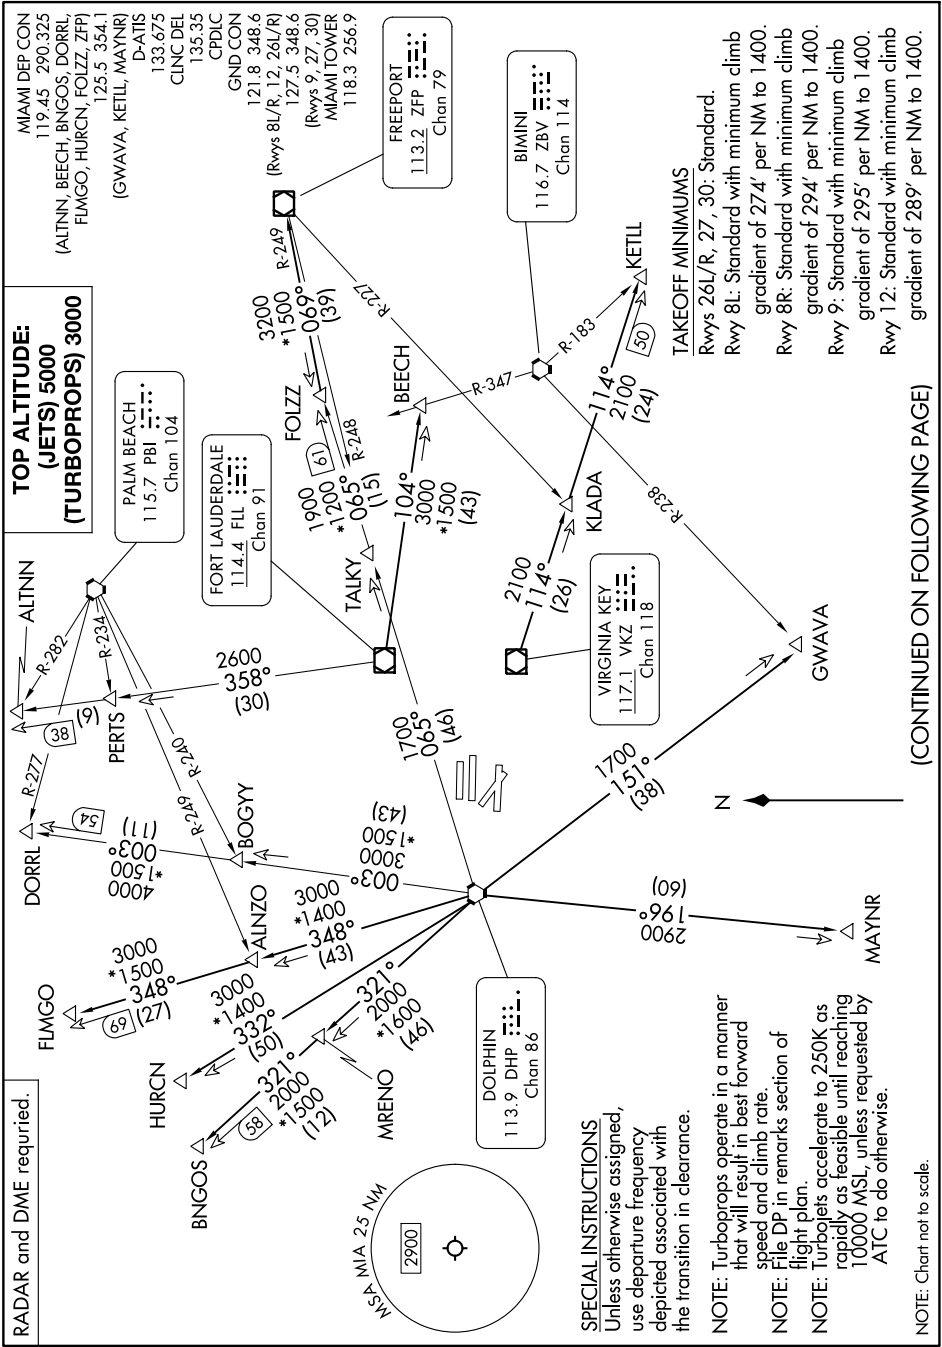 RADAR and DME requried.
TOP ALTITUDE:
(JETS) 5000
(TURBOPROPS) 3000
MIAMI DEP CON
119.45 290.325
(ALTNN, BEECH, BNGOS, DORRL,
FLMGO, HURCN, FOLZZ, ZFP)
125.5 354.1
(GWAVA, KETLL, MAYNR)
D-ATIS
133.675
CLNC DEL
135.35
CPDLC
GND CON
121.8 348.6
(Rwys 8L/R, 12, 26L/R)
127.5 348.6
(Rwys 9, 27, 30)
MIAMI TOWER
118.3 256.9
FREEPORT
113.2 ZFP
Chan 79
BIMINI
116.7 ZBV
Chan 114
PALM BEACH
115.7 PBI
Chan 104
FORT LAUDERDALE
114.4 FLL
Chan 91
VIRGINIA KEY
117.1 VKZ
Chan 118
DOLPHIN
113.9 DHP
Chan 86
FLMGO
3000
*1500
348°
(27)
69
ALNZO
3000
*1400
348°
(43)
HURCN
3000
*1400
332°
(50)
BNGOS
321°
2000
*1500
(12)
58
MRENO
321°
2000
*1600
(46)
DORRL
4000
*1500
003°
(11)
54
BOGYY
003°
3000
*1500
(43)
ALTNN
(9)
38
PERTS
2600
358°
(30)
R-282
R-234
R-277
R-240
R-249
TALKY
1700
065°
(46)
FOLZZ
1900
*1200
065°
(15)
61
R-248
3200
*1500
069°
(39)
R-249
R-227
BEECH
104°
3000
*1500
(43)
R-347
R-183
R-238
KLADA
2100
114°
(26)
KETLL
114°
2100
(24)
50
GWAVA
1700
151°
(38)
MAYNR
2900
196°
(60)
N
MSA MIA 25 NM
2900
SPECIAL INSTRUCTIONS
Unless otherwise assigned,
use departure frequency
depicted associated with
the transition in clearance.
NOTE: Turboprops operate in a manner
that will result in best forward
speed and climb rate.
NOTE: File DP in remarks section of
flight plan.
NOTE: Turbojets accelerate to 250K as
rapidly as feasible until reaching
10000 MSL, unless requested by
ATC to do otherwise.
NOTE: Chart not to scale.
TAKEOFF MINIMUMS
Rwys 26L/R, 27, 30: Standard.
Rwy 8L: Standard with minimum climb
gradient of 274' per NM to 1400.
Rwy 8R: Standard with minimum climb
gradient of 294' per NM to 1400.
Rwy 9: Standard with minimum climb
gradient of 295' per NM to 1400.
Rwy 12: Standard with minimum climb
gradient of 289' per NM to 1400.
(CONTINUED ON FOLLOWING PAGE)